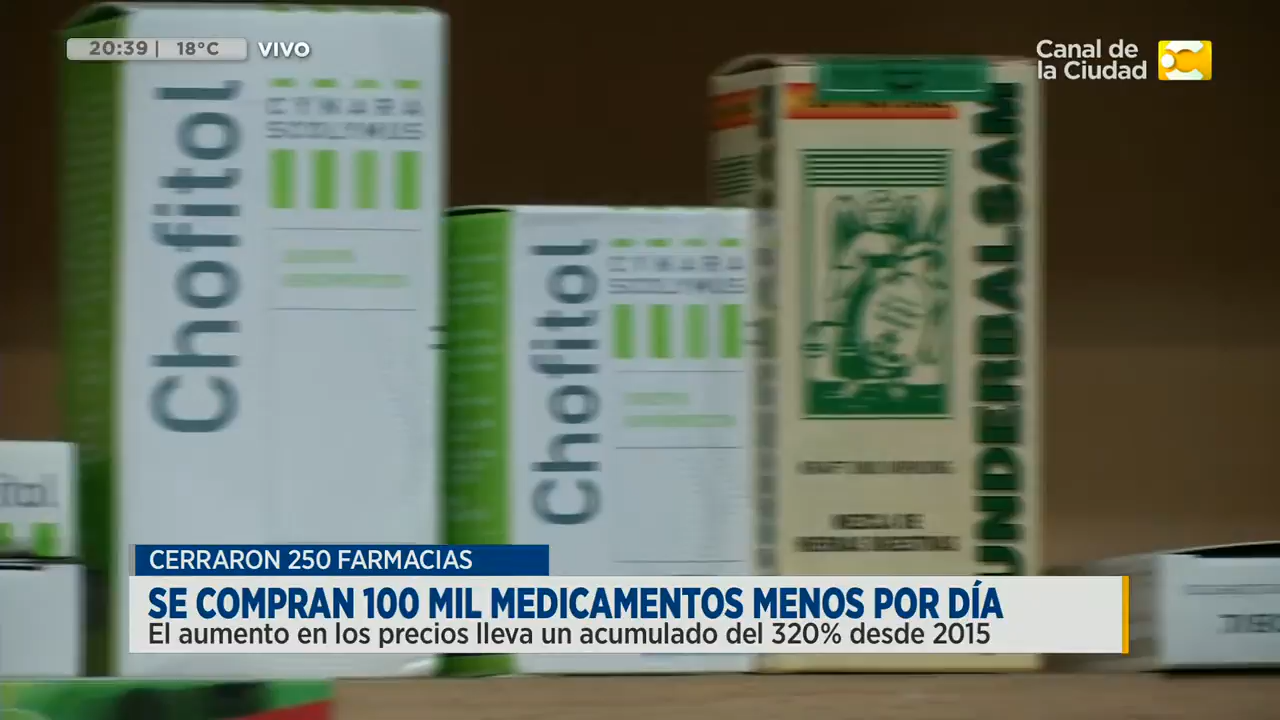 20:39 | 18°C VIVO
Canal de
la Ciudad
Chofitol
CYNARA
SCOLYMUS
Chofitol
CYNARA
SCOLYMUS
UNDERBALSAM
CERRARON 250 FARMACIAS
SE COMPRAN 100 MIL MEDICAMENTOS MENOS POR DÍA
El aumento en los precios lleva un acumulado del 320% desde 2015